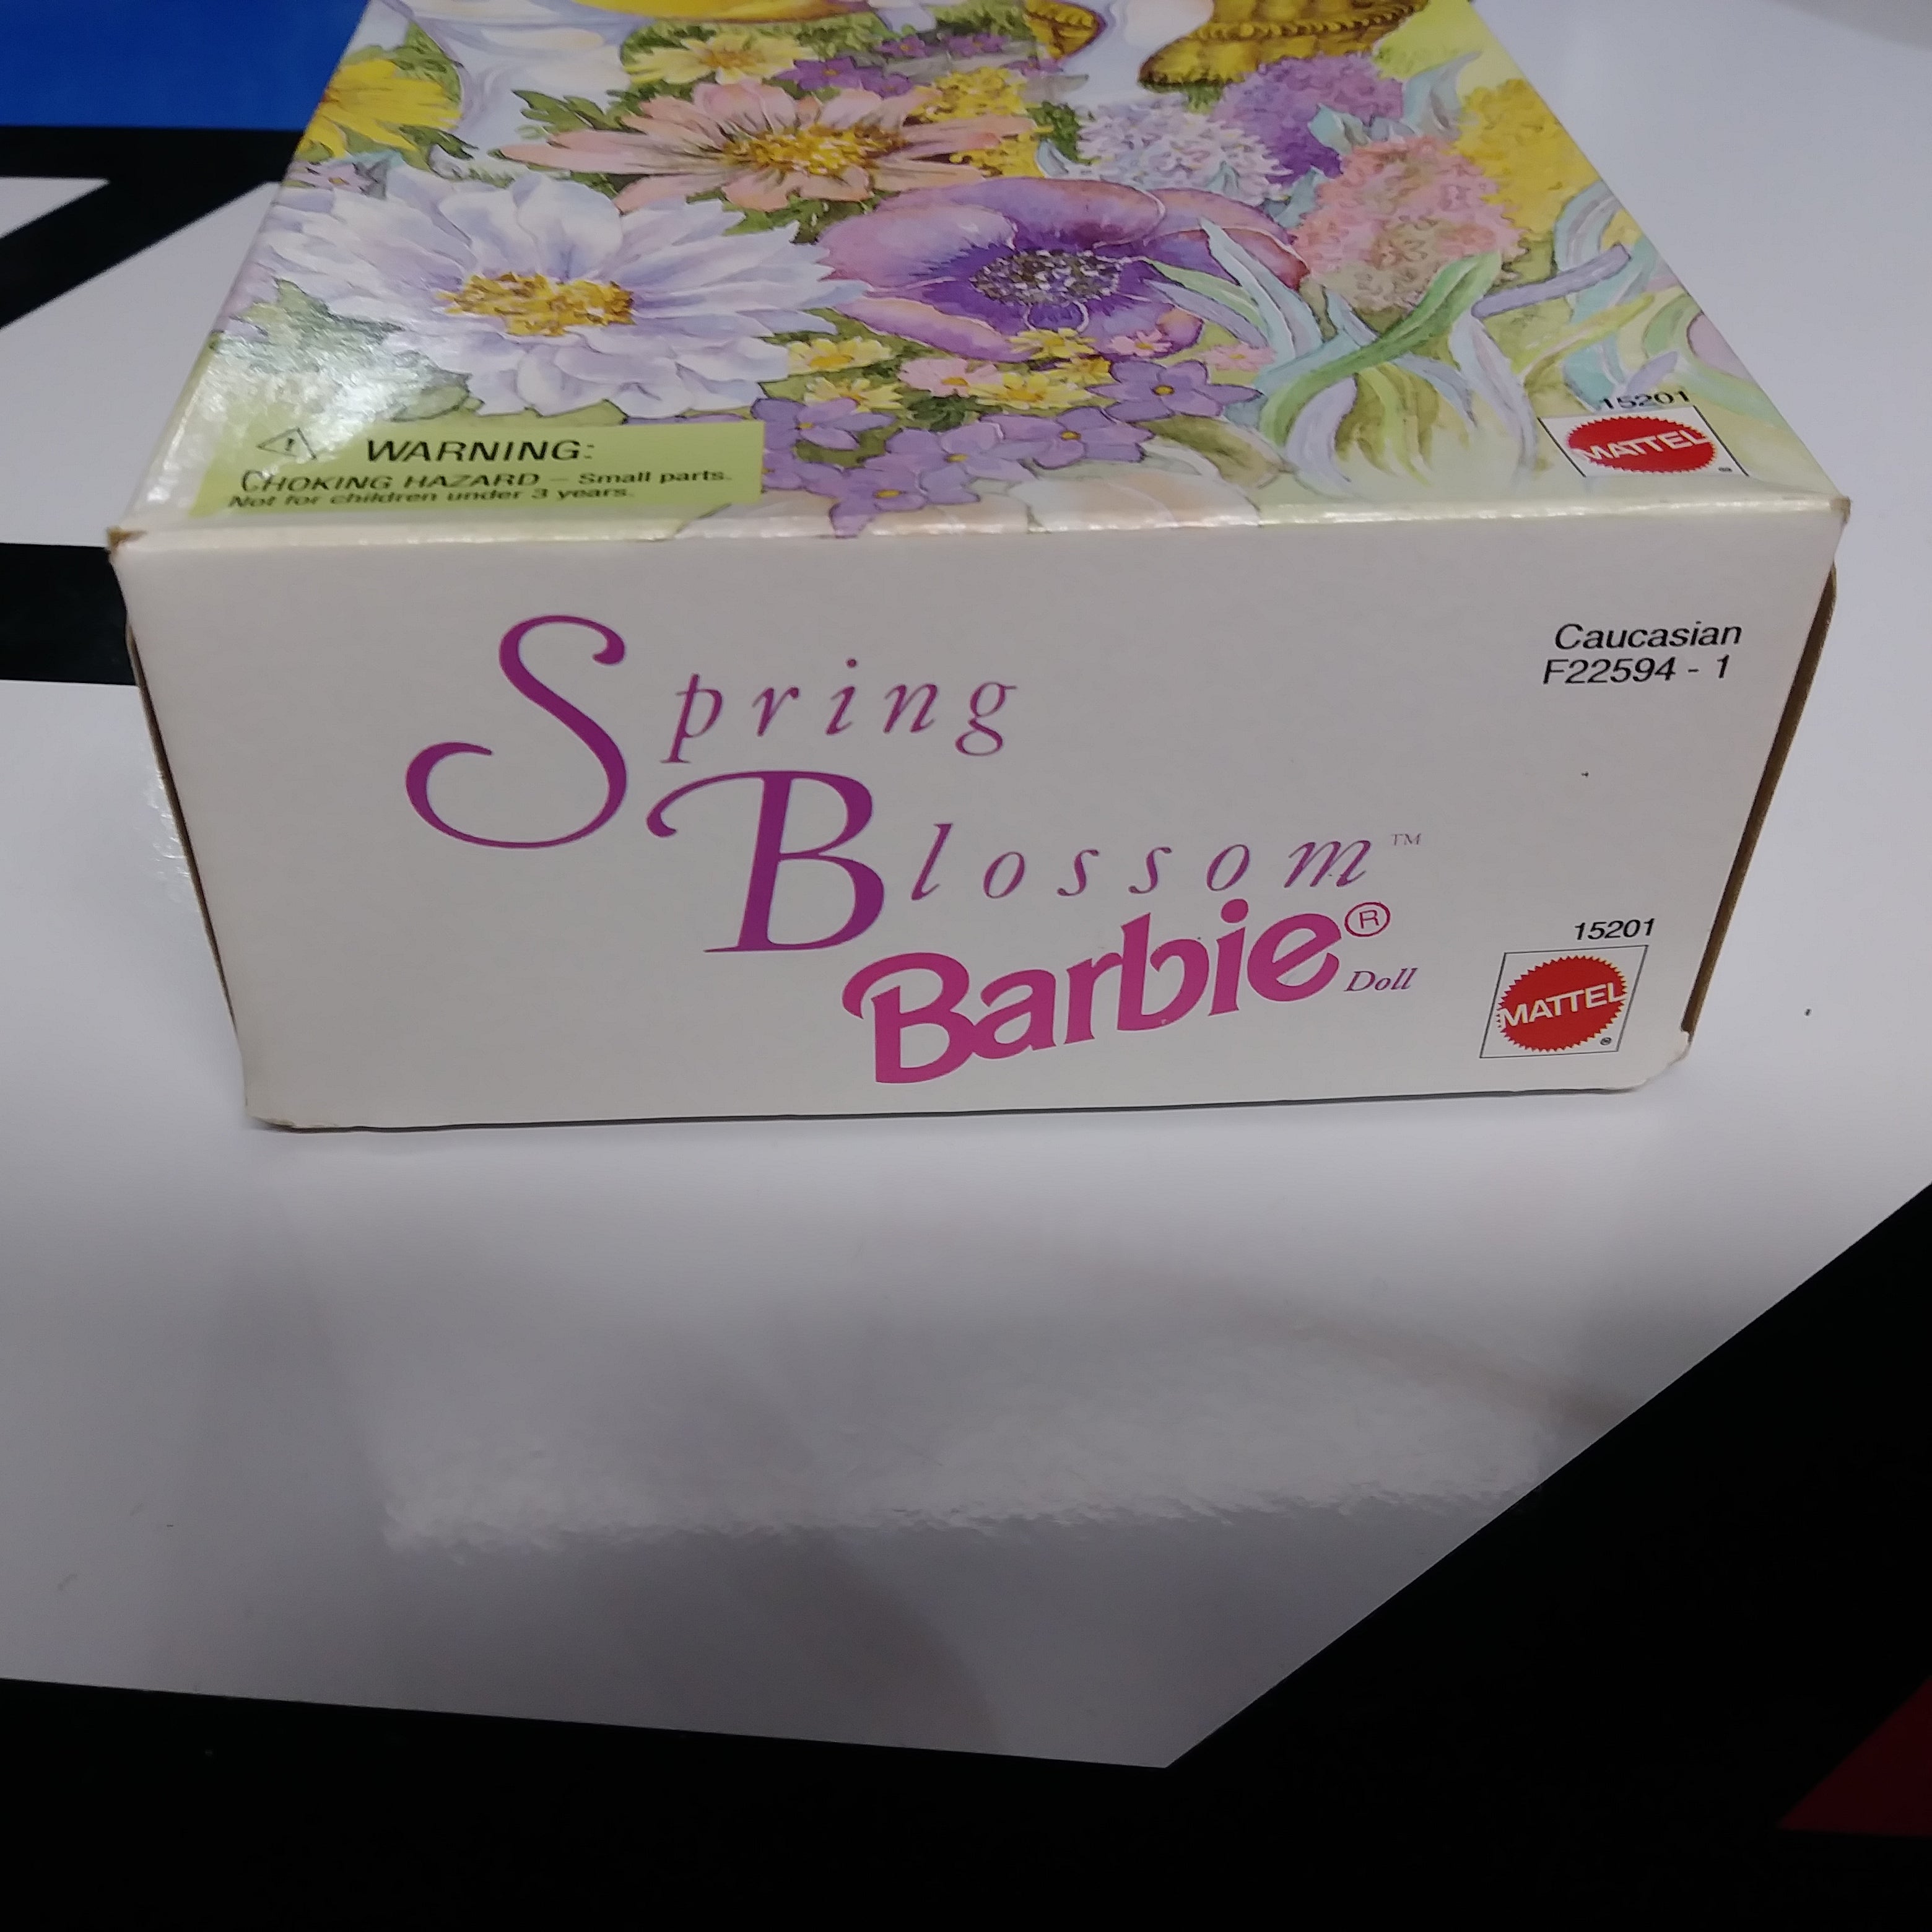 WARNING:
CHOKING HAZARD – Small parts.
Not for children under 3 years.
15201
MATTEL
®
Caucasian
F22594 - 1
Spring
Blossom™
Barbie® Doll
15201
MATTEL
®